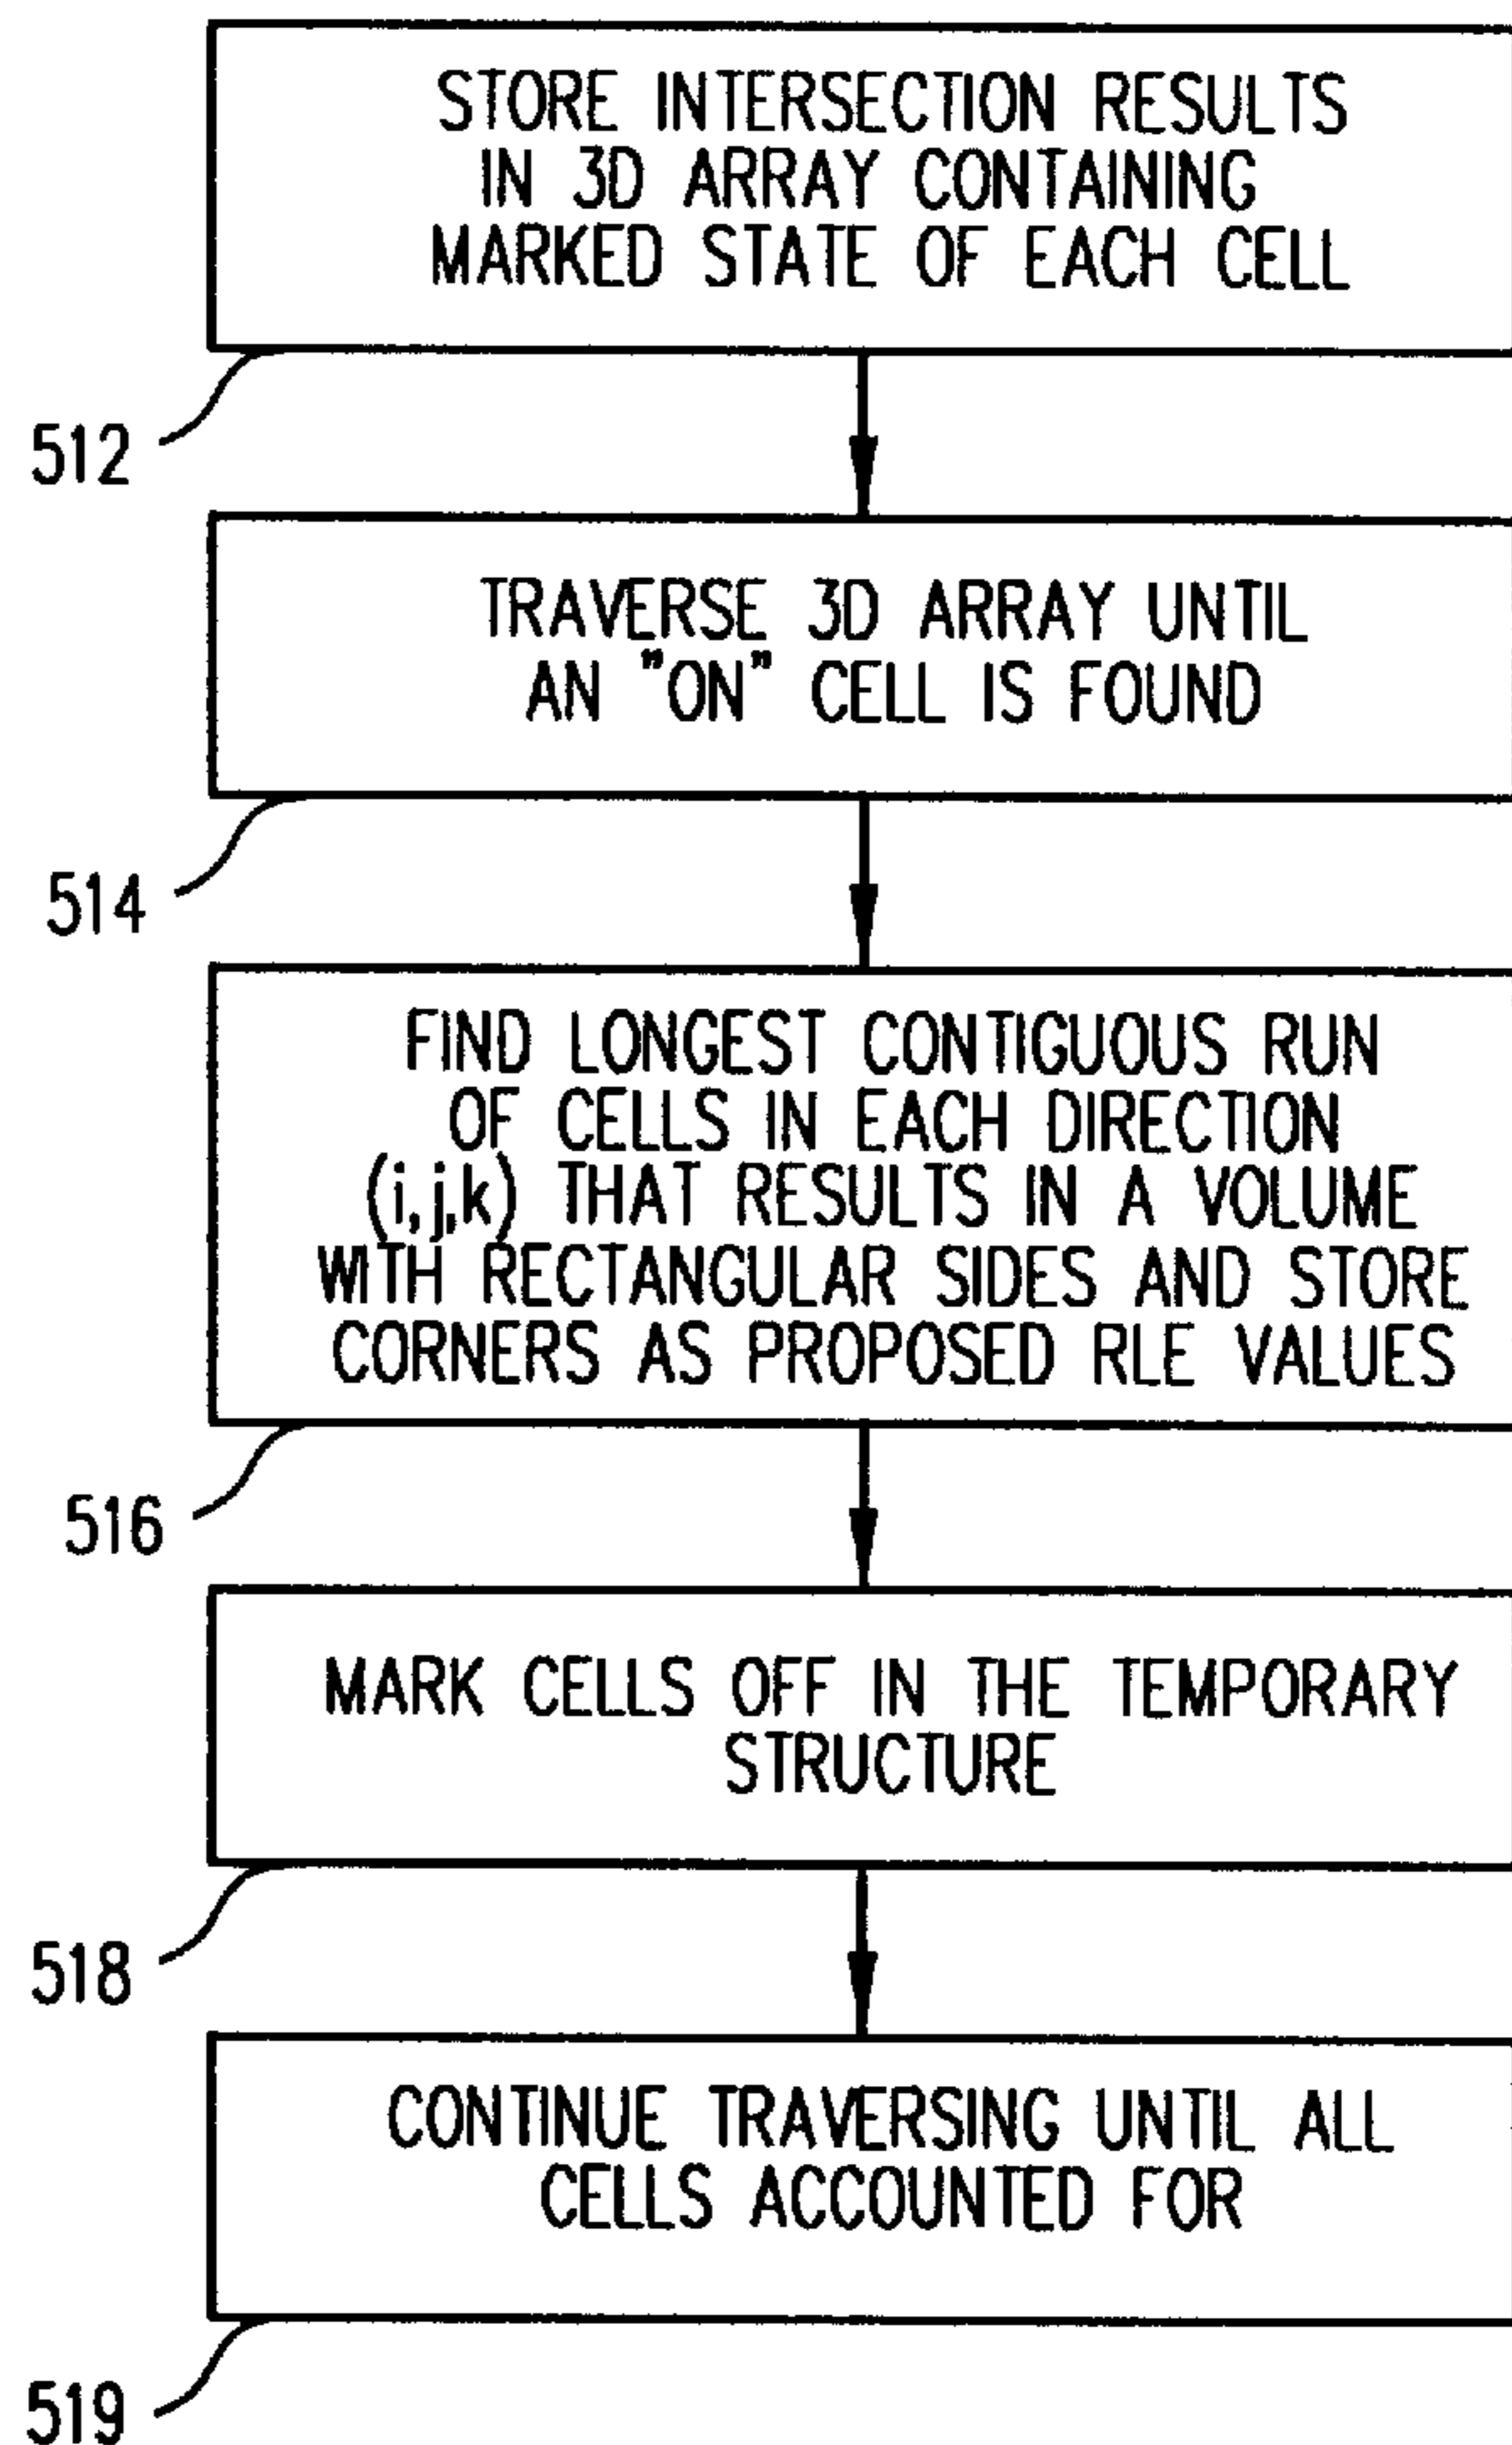 STORE INTERSECTION RESULTS
IN 3D ARRAY CONTAINING
MARKED STATE OF EACH CELL
512
TRAVERSE 3D ARRAY UNTIL
AN "ON" CELL IS FOUND
514
FIND LONGEST CONTIGUOUS RUN
OF CELLS IN EACH DIRECTION
(i,j,k) THAT RESULTS IN A VOLUME
WITH RECTANGULAR SIDES AND STORE
CORNERS AS PROPOSED RLE VALUES
516
MARK CELLS OFF IN THE TEMPORARY
STRUCTURE
518
CONTINUE TRAVERSING UNTIL ALL
CELLS ACCOUNTED FOR
519